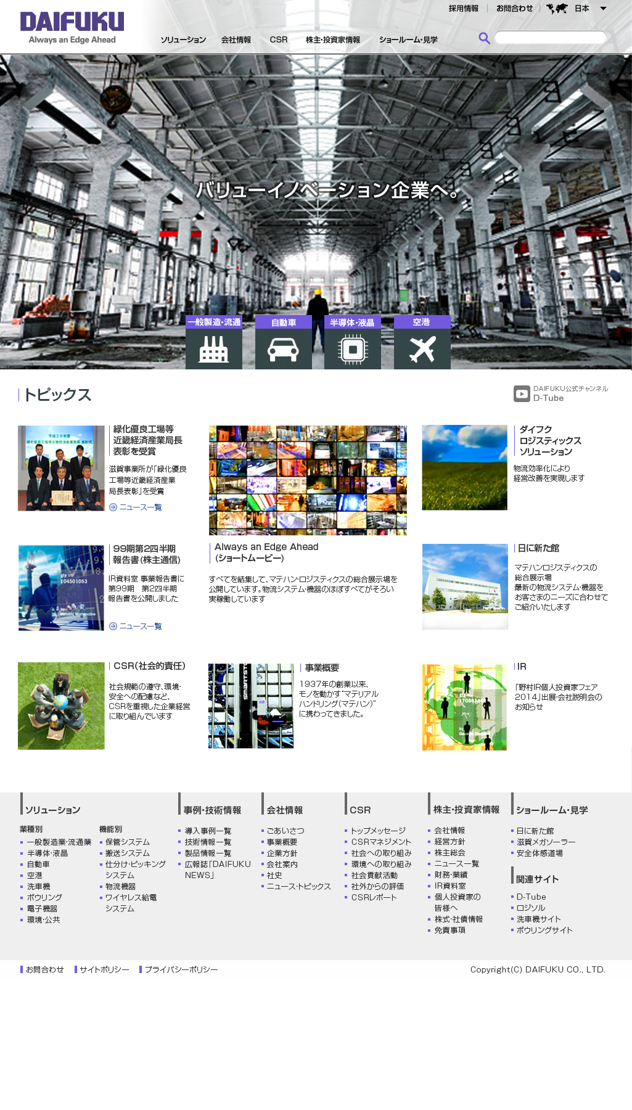 DAIFUKU
Always an Edge Ahead
採用情報
お問合わせ
日本
ソリューション
会社情報
CSR
株主・投資家情報
ショールーム・見学
バリューイノベーション企業へ。
一般製造・流通
自動車
半導体・液晶
空港
トピックス
DAIFUKU公式チャンネル
D-Tube
緑化優良工場等
近畿経済産業局長
表彰を受賞
滋賀事業所が「緑化優良
工場等近畿経済産業
局長表彰」を受賞
ニュース一覧
Always an Edge Ahead
（ショートムービー）
すべてを結集して、マテハンロジスティクスの総合展示場を
公開しています。物流システム・機器のほぼすべてがそろい
実稼働しています
ダイフク
ロジスティックス
ソリューション
物流効率化により
経営改善を実現します
99期第2四半期
報告書（株主通信）
IR資料室 事業報告書に
第99期　第2四半期
報告書を公開しました
ニュース一覧
日に新た館
マテハンロジスティクスの
総合展示場
最新の物流システム・機器を
お客さまのニーズに合わせて
ご紹介いたします
CSR（社会的責任）
社会規範の遵守、環境・
安全への配慮など、
CSRを重視した企業経営
に取り組んでいます
事業概要
1937年の創業以来、
モノを動かす“マテリアル
ハンドリング（マテハン）”
に携わってきました。
IR
「野村IR個人投資家フェア
2014」出展・会社説明会の
お知らせ
ソリューション
業種別
一般製造業・流通業
半導体・液晶
自動車
空港
洗車機
ボウリング
電子機器
環境・公共
機能別
保管システム
搬送システム
仕分け・ピッキング
システム
物流機器
ワイヤレス給電
システム
事例・技術情報
導入事例一覧
技術情報一覧
製品情報一覧
広報誌「DAIFUKU
NEWS」
会社情報
ごあいさつ
事業概要
企業方針
会社案内
社史
ニュース・トピックス
CSR
トップメッセージ
CSRマネジメント
社会への取り組み
環境への取り組み
社会貢献活動
社外からの評価
CSRレポート
株主・投資家情報
会社情報
経営方針
株主総会
ニュース一覧
財務・業績
IR資料室
個人投資家の
皆様へ
株式・社債情報
免責事項
ショールーム・見学
日に新た館
滋賀メガソーラー
安全体感道場
関連サイト
D-Tube
ロジソル
洗車機サイト
ボウリングサイト
お問合わせ
サイトポリシー
プライバシーポリシー
Copyright(C) DAIFUKU CO., LTD.